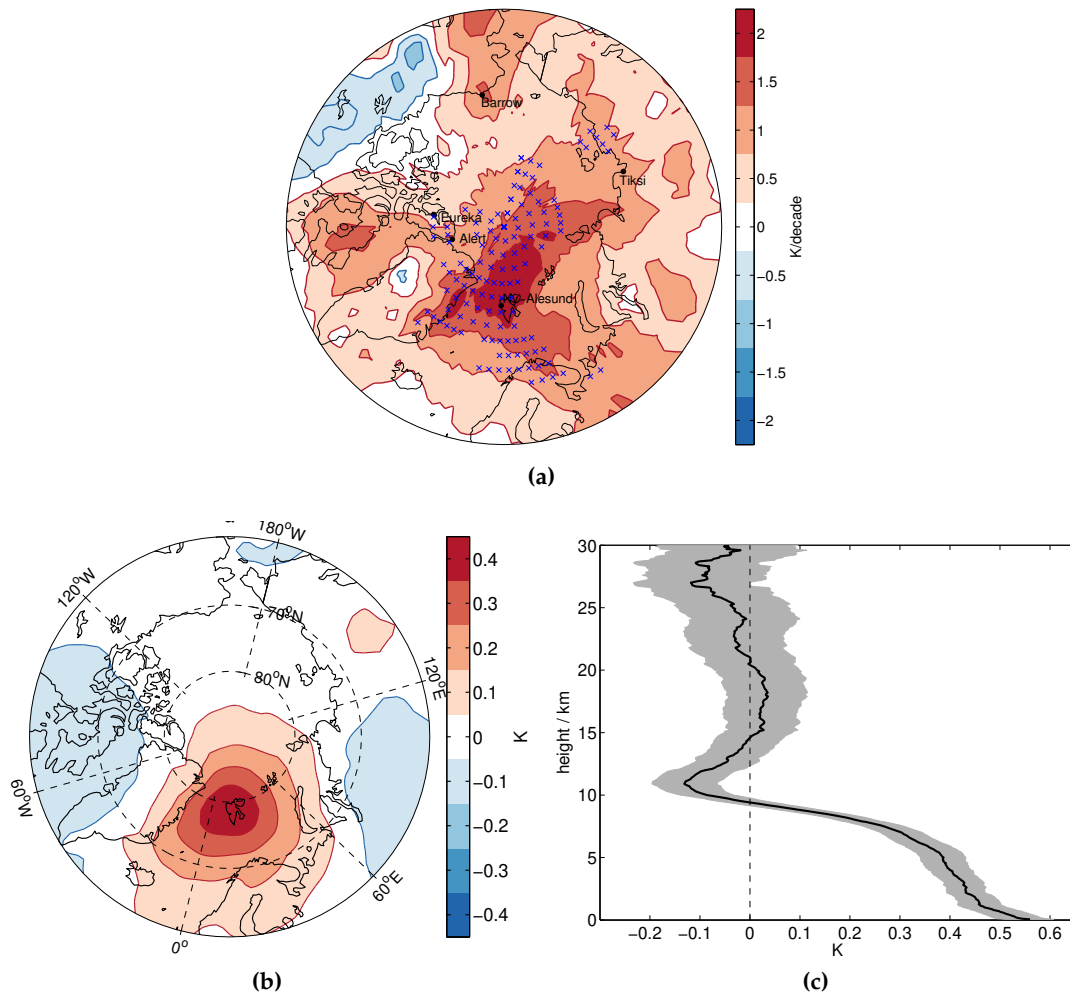 Barrow
Tiksi
Eureka
Alert
Ny-Alesund
2
1.5
1
0.5
0
−0.5
−1
−1.5
−2
K/decade
(a)
180°W
120°W
70°N
80°N
120°E
60°W
60°E
0°
0.4
0.3
0.2
0.1
0
−0.1
−0.2
−0.3
−0.4
K
(b)
30
25
20
15
10
5
0
height / km
−0.2 −0.1 0 0.1 0.2 0.3 0.4 0.5 0.6
K
(c)